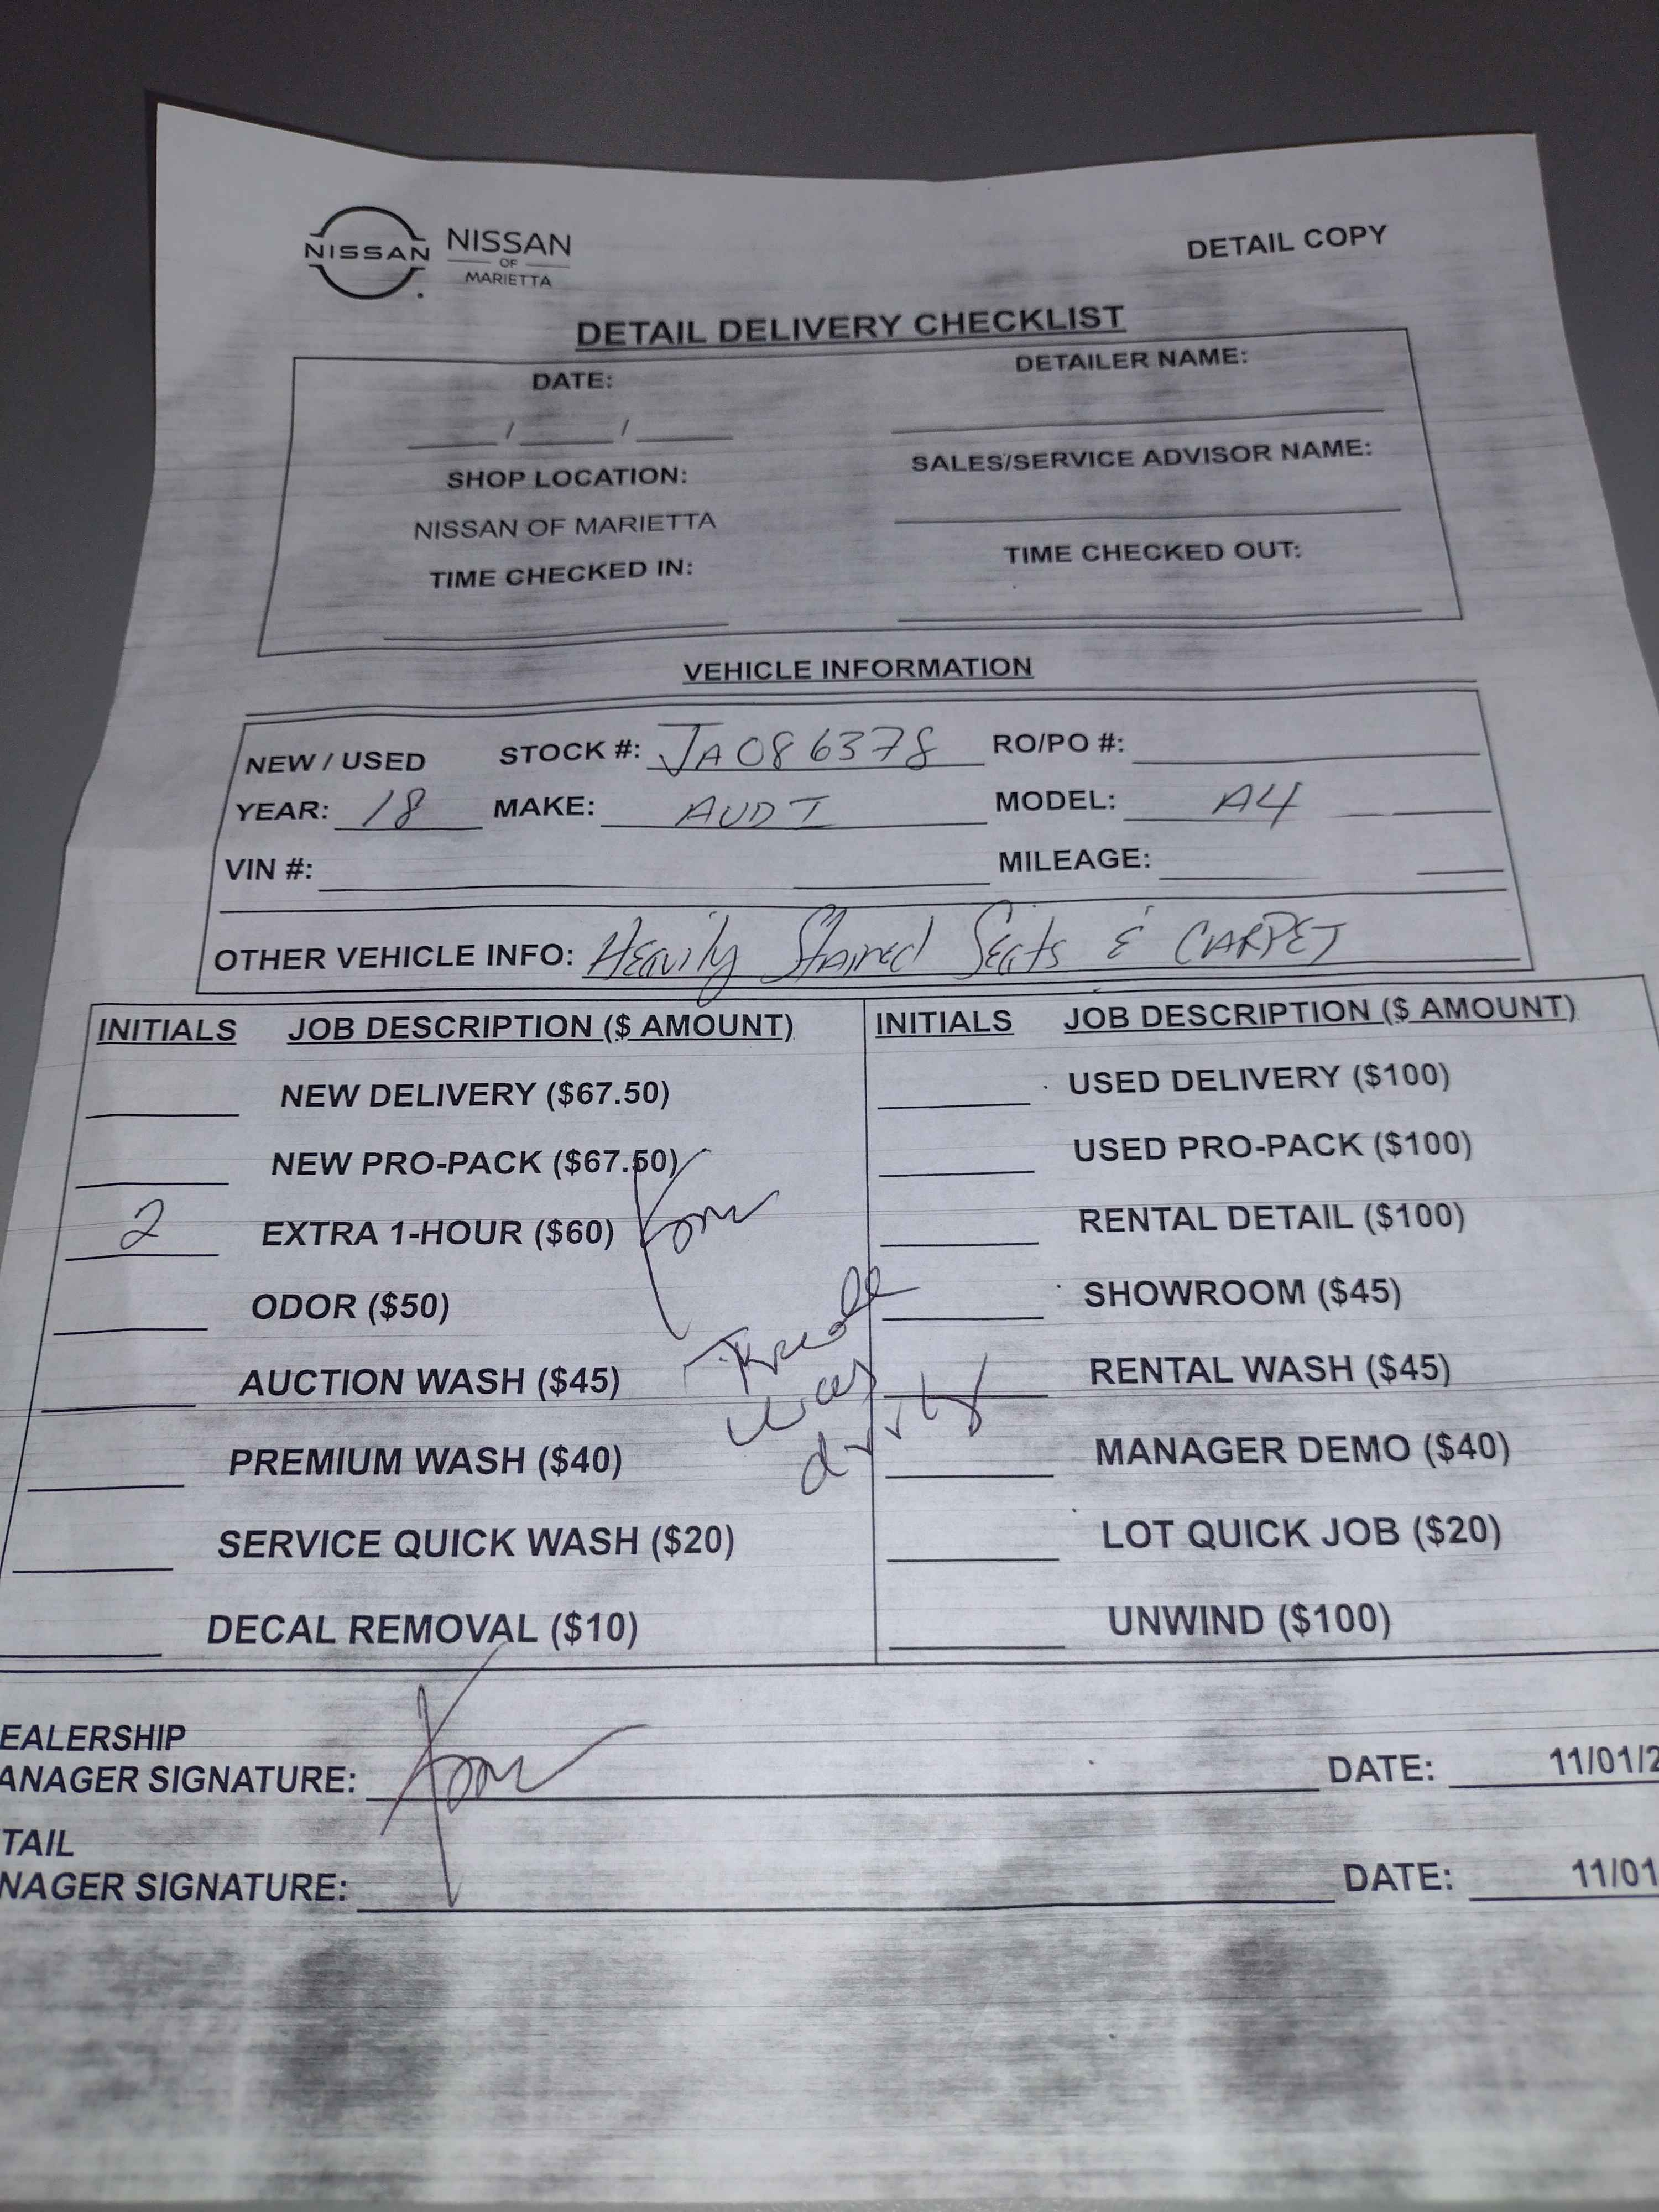 NISSAN NISSAN
OF
MARIETTA
DETAIL COPY
DETAIL DELIVERY CHECKLIST
DATE: DETAILER NAME:
/ /
SHOP LOCATION: SALES/SERVICE ADVISOR NAME:
NISSAN OF MARIETTA
TIME CHECKED IN: TIME CHECKED OUT:
VEHICLE INFORMATION
NEW / USED STOCK #: JA086378 RO/PO #:
YEAR: 18 MAKE: AUDI MODEL: A4
VIN #: MILEAGE:
OTHER VEHICLE INFO: HEAvily Stained Seats & CARPET
INITIALS JOB DESCRIPTION ($ AMOUNT) INITIALS JOB DESCRIPTION ($ AMOUNT)
NEW DELIVERY ($67.50) USED DELIVERY ($100)
NEW PRO-PACK ($67.50) USED PRO-PACK ($100)
2 EXTRA 1-HOUR ($60) RENTAL DETAIL ($100)
ODOR ($50) SHOWROOM ($45)
AUCTION WASH ($45) RENTAL WASH ($45)
was
dirty
PREMIUM WASH ($40) MANAGER DEMO ($40)
SERVICE QUICK WASH ($20) LOT QUICK JOB ($20)
DECAL REMOVAL ($10) UNWIND ($100)
EALERSHIP
ANAGER SIGNATURE: DATE: 11/01/2
TAIL
NAGER SIGNATURE: DATE: 11/01